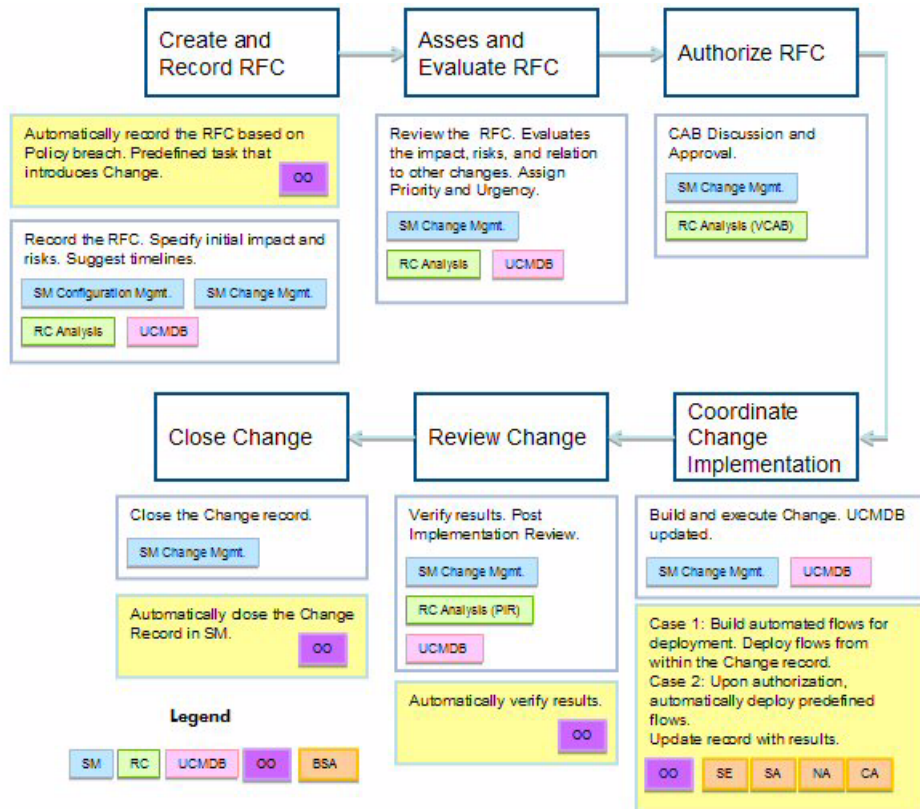 Create and
Record RFC
Asses and
Evaluate RFC
Authorize RFC
Automatically record the RFC based on
Policy breach. Predefined task that
introduces Change.
OO
Record the RFC. Specify initial impact and
risks. Suggest timelines.
SM Configuration Mgmt.
SM Change Mgmt.
RC Analysis
UCMDB
Review the RFC. Evaluates
the impact, risks, and relation
to other changes. Assign
Priority and Urgency.
SM Change Mgmt.
RC Analysis
UCMDB
CAB Discussion and
Approval.
SM Change Mgmt.
RC Analysis (VCAB)
Close Change
Review Change
Coordinate
Change
Implementation
Close the Change record.
SM Change Mgmt.
Automatically close the Change
Record in SM.
OO
Verify results. Post
Implementation Review.
SM Change Mgmt.
RC Analysis (PIR)
UCMDB
Automatically verify results.
OO
Build and execute Change. UCMDB
updated.
SM Change Mgmt.
UCMDB
Case 1: Build automated flows for
deployment. Deploy flows from
within the Change record.
Case 2: Upon authorization,
automatically deploy predefined
flows.
Update record with results.
OO
SE
SA
NA
CA
Legend
SM
RC
UCMDB
OO
BSA